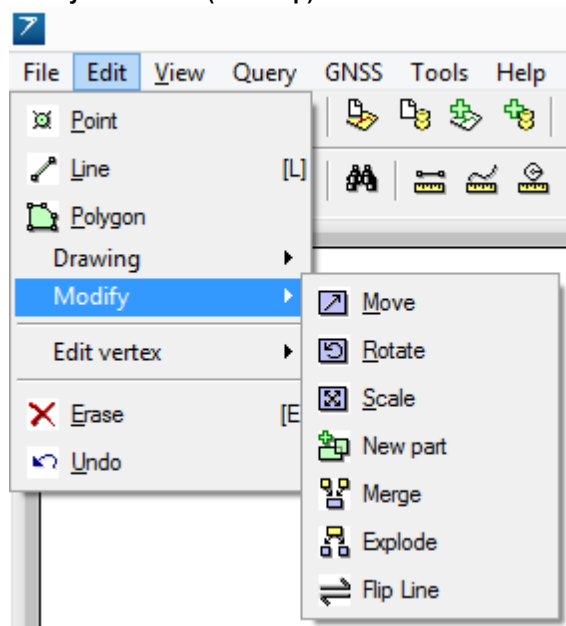 File Edit View Query GNSS Tools Help
Point
Line [L]
Polygon
Drawing
Modify
Edit vertex
Erase [E
Undo
Move
Rotate
Scale
New part
Merge
Explode
Flip Line